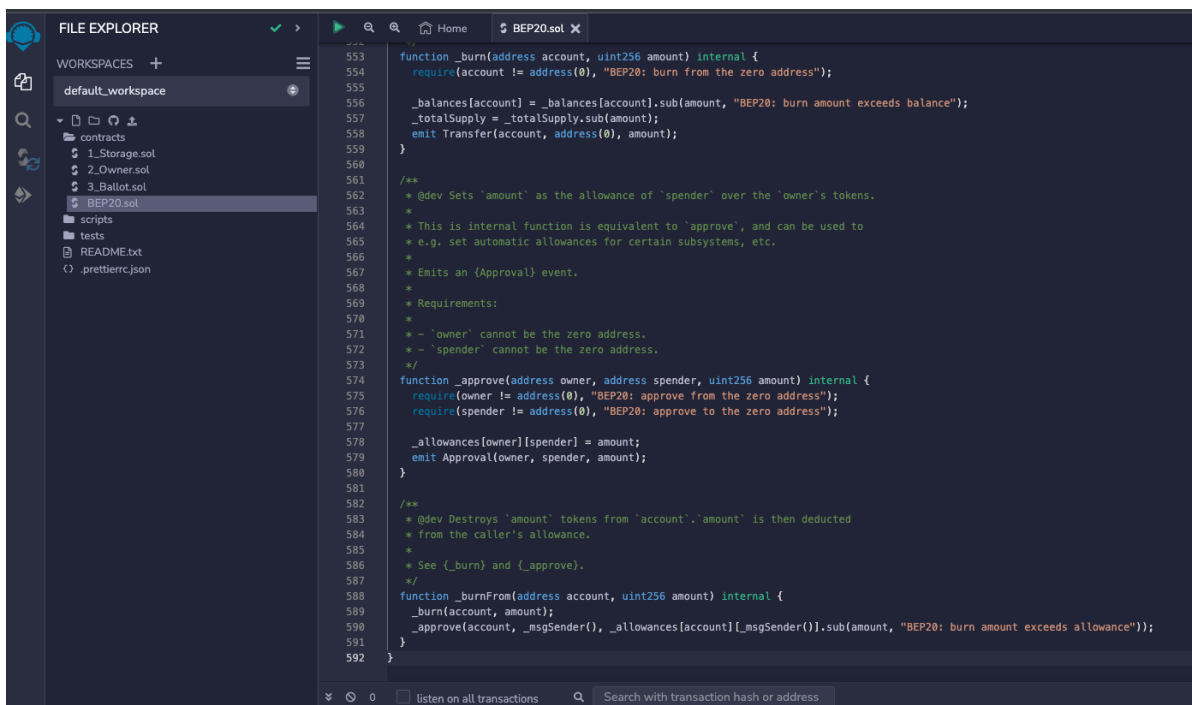 FILE EXPLORER
WORKSPACES +
default_workspace
contracts
1_Storage.sol
2_Owner.sol
3_Ballot.sol
BEP20.sol
scripts
tests
README.txt
.prettierrc.json
Home
BEP20.sol
553 function _burn(address account, uint256 amount) internal {
554 require(account != address(0), "BEP20: burn from the zero address");
555
556 _balances[account] = _balances[account].sub(amount, "BEP20: burn amount exceeds balance");
557 _totalSupply = _totalSupply.sub(amount);
558 emit Transfer(account, address(0), amount);
559 }
560
561 /**
562 * @dev Sets `amount` as the allowance of `spender` over the `owner`s tokens.
563 *
564 * This is internal function is equivalent to `approve`, and can be used to
565 * e.g. set automatic allowances for certain subsystems, etc.
566 *
567 * Emits an {Approval} event.
568 *
569 * Requirements:
570 *
571 * - `owner` cannot be the zero address.
572 * - `spender` cannot be the zero address.
573 */
574 function _approve(address owner, address spender, uint256 amount) internal {
575 require(owner != address(0), "BEP20: approve from the zero address");
576 require(spender != address(0), "BEP20: approve to the zero address");
577
578 _allowances[owner][spender] = amount;
579 emit Approval(owner, spender, amount);
580 }
581
582 /**
583 * @dev Destroys `amount` tokens from `account`.`amount` is then deducted
584 * from the caller's allowance.
585 *
586 * See {_burn} and {_approve}.
587 */
588 function _burnFrom(address account, uint256 amount) internal {
589 _burn(account, amount);
590 _approve(account, _msgSender(), _allowances[account][_msgSender()].sub(amount, "BEP20: burn amount exceeds allowance"));
591 }
592 }
0 listen on all transactions Search with transaction hash or address